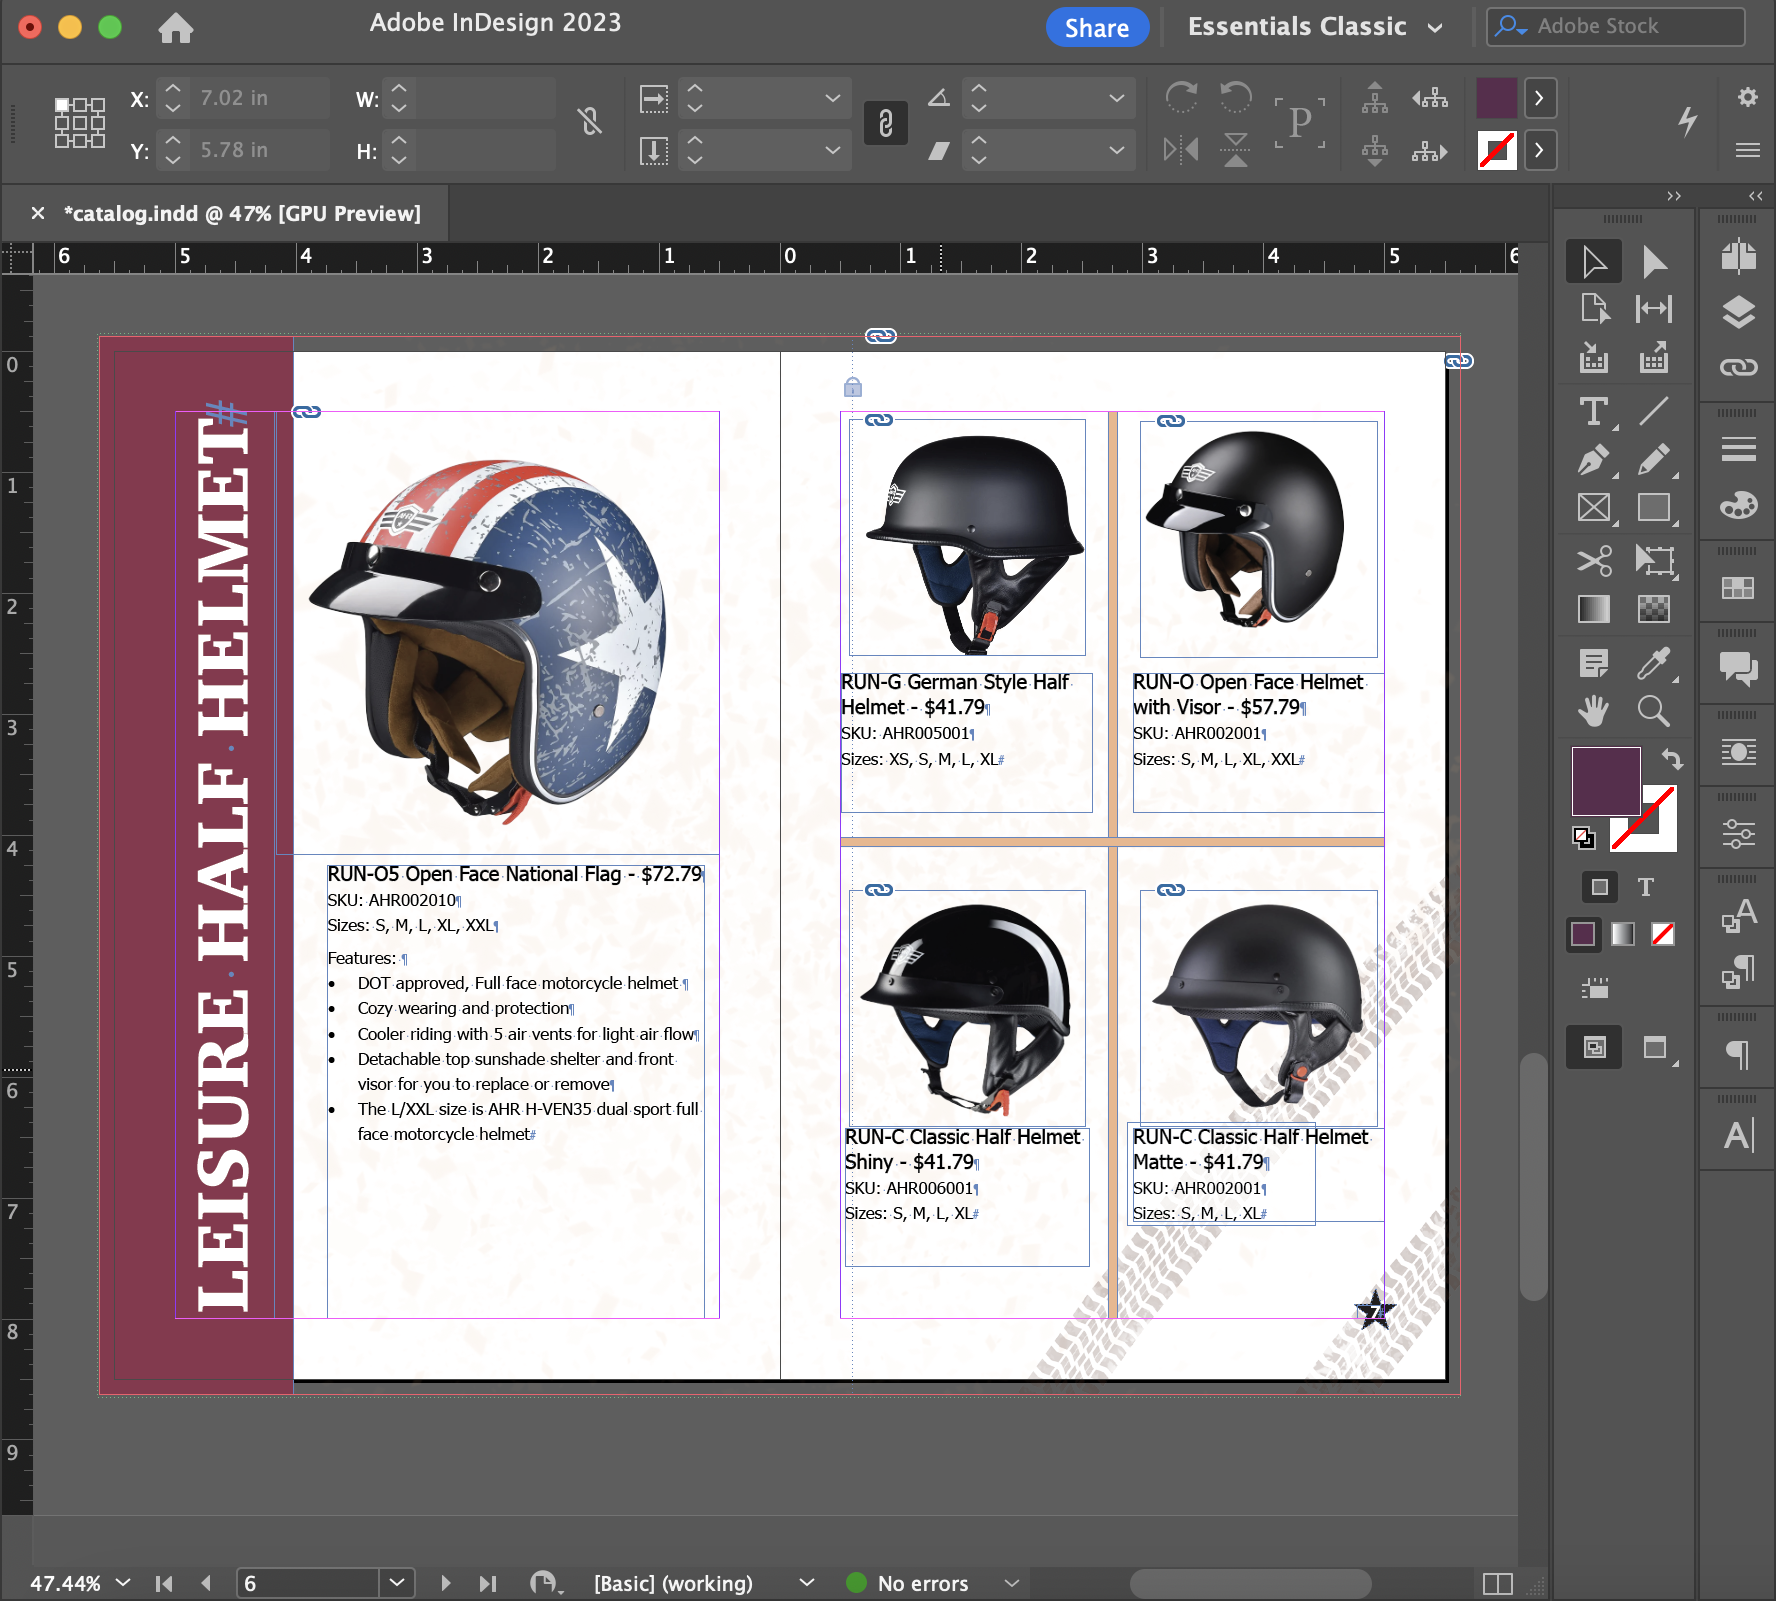 Adobe InDesign 2023
Share
Essentials Classic
Adobe Stock
X: 7.02 in
W:
Y: 5.78 in
H:
P
× *catalog.indd @ 47% [GPU Preview]
6 5 4 3 2 1 0 1 2 3 4 5 6
0
1
2
3
4
5
6
7
8
9
LEISURE HALF HELMET#
RUN-O5 Open Face National Flag - $72.79¶
SKU: AHR002010¶
Sizes: S, M, L, XL, XXL¶
Features: ¶
• DOT approved, Full face motorcycle helmet ¶
• Cozy wearing and protection¶
• Cooler riding with 5 air vents for light air flow¶
• Detachable top sunshade shelter and front
visor for you to replace or remove¶
• The L/XXL size is AHR H-VEN35 dual sport full
face motorcycle helmet#
RUN-G German Style Half
Helmet - $41.79¶
SKU: AHR005001¶
Sizes: XS, S, M, L, XL#
RUN-O Open Face Helmet
with Visor - $57.79¶
SKU: AHR002001¶
Sizes: S, M, L, XL, XXL#
RUN-C Classic Half Helmet
Shiny - $41.79¶
SKU: AHR006001¶
Sizes: S, M, L, XL#
RUN-C Classic Half Helmet
Matte - $41.79¶
SKU: AHR002001¶
Sizes: S, M, L, XL#
7
47.44%
6
[Basic] (working)
No errors